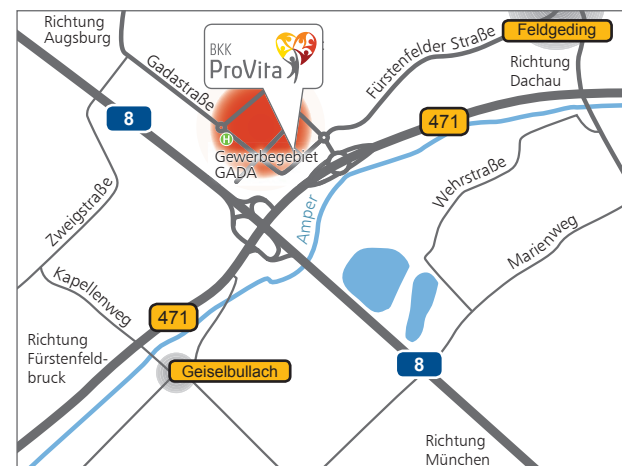 Richtung
Augsburg
BKK
ProVita
Gadastraße
Fürstenfelder Straße
Feldgeding
Richtung
Dachau
8
471
H
Gewerbegebiet
GADA
Zweigstraße
Amper
Wehrstraße
Marienweg
Kapellenweg
471
Richtung
Fürstenfeld-
bruck
Geiselbullach
8
Richtung
München